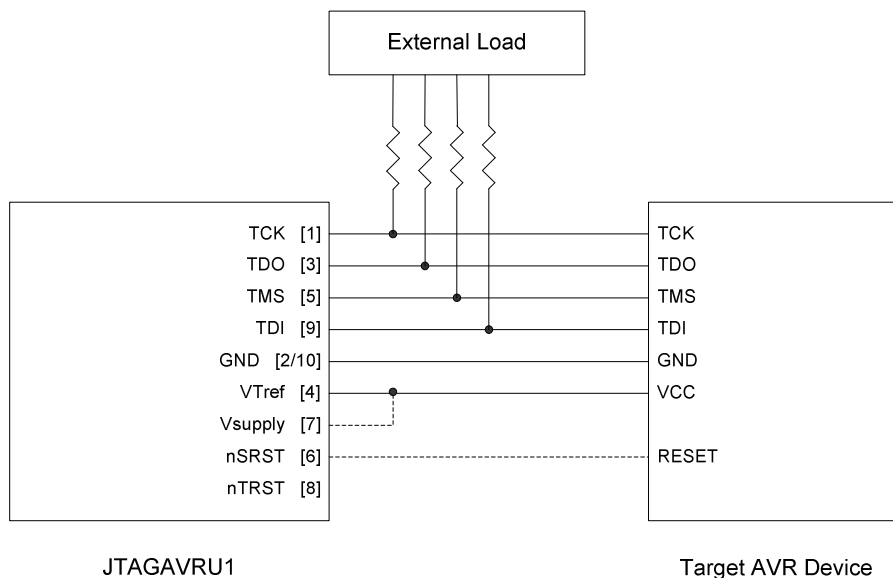 External Load
TCK [1] TCK
TDO [3] TDO
TMS [5] TMS
TDI [9] TDI
GND [2/10] GND
VTref [4] VCC
Vsupply [7]
nSRST [6] RESET
nTRST [8]
JTAGAVRU1 Target AVR Device